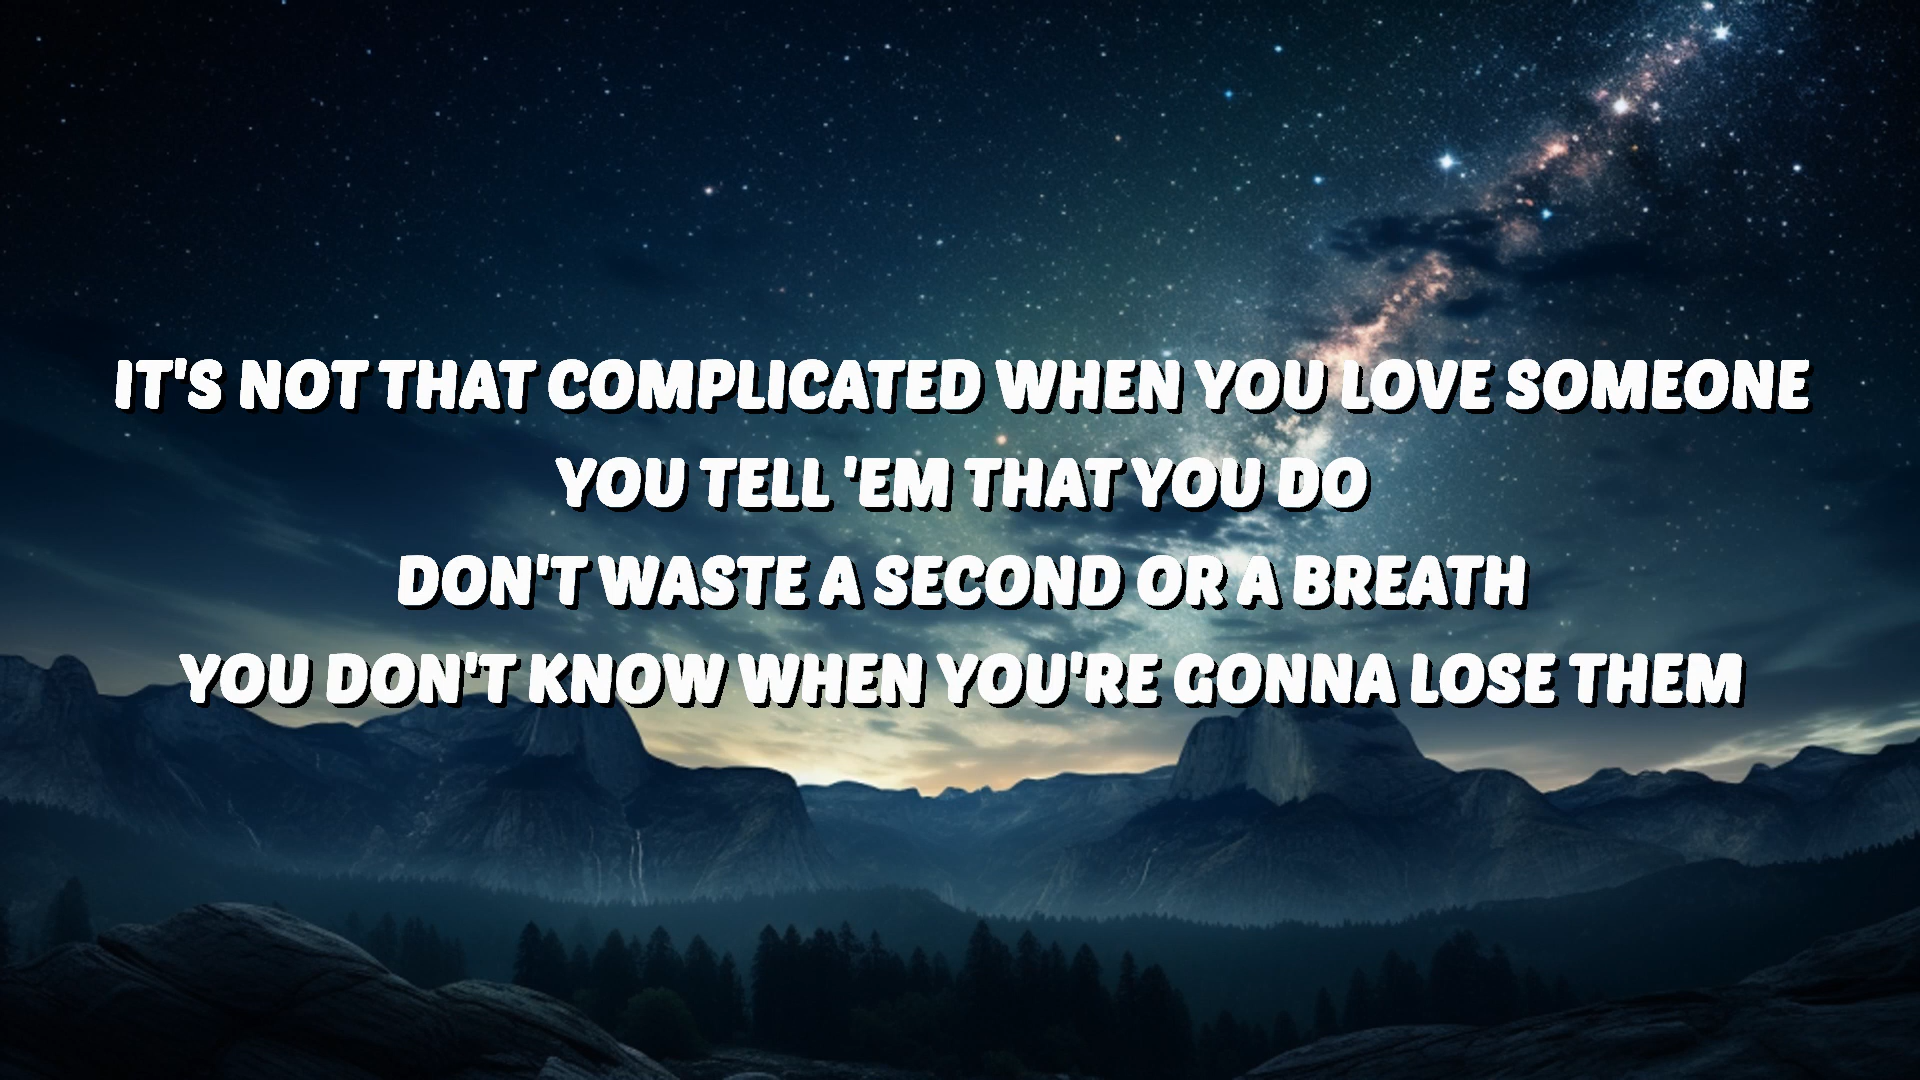 IT'S NOT THAT COMPLICATED WHEN YOU LOVE SOMEONE
YOU TELL 'EM THAT YOU DO
DON'T WASTE A SECOND OR A BREATH
YOU DON'T KNOW WHEN YOU'RE GONNA LOSE THEM